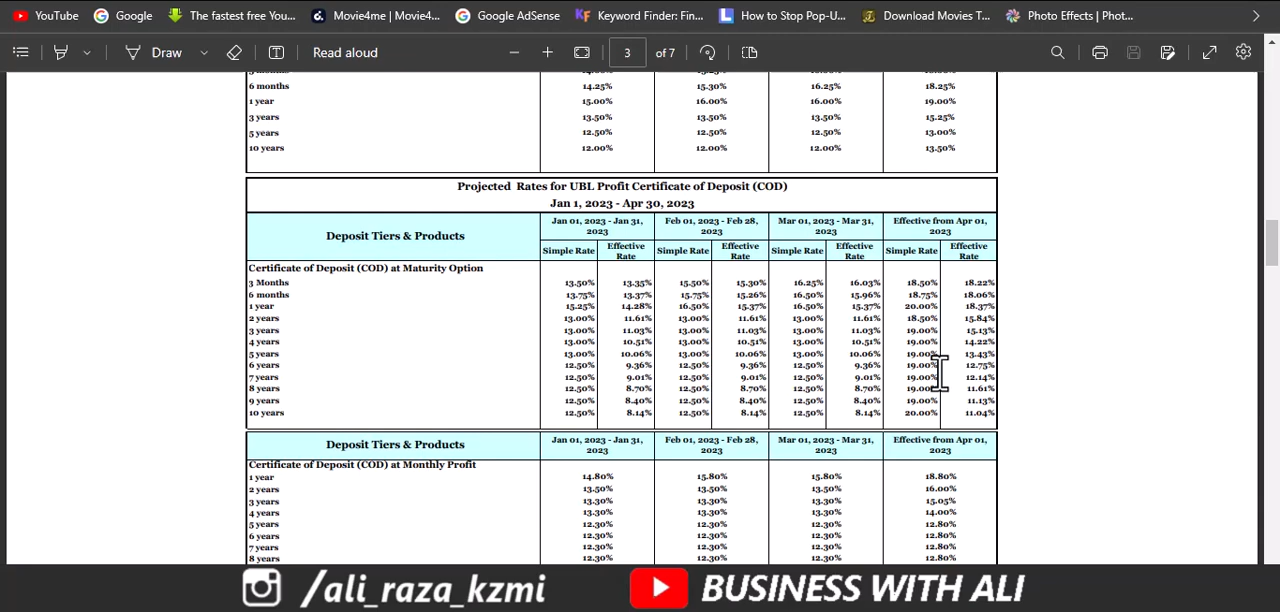 YouTube Google The fastest free You... Movie4me | Movie4... Google AdSense Keyword Finder: Fin... How to Stop Pop-U... Download Movies T... Photo Effects | Phot...
Draw Read aloud 3 of 7
6 months 14.25% 15.30% 16.25% 18.25%
1 year 15.00% 16.00% 16.00% 19.00%
3 years 13.50% 13.50% 13.50% 15.25%
5 years 12.50% 12.50% 12.50% 13.00%
10 years 12.00% 12.00% 12.00% 13.50%
Projected Rates for UBL Profit Certificate of Deposit (COD)
Jan 1, 2023 - Apr 30, 2023
Deposit Tiers & Products Jan 01, 2023 - Jan 31, 2023 Feb 01, 2023 - Feb 28, 2023 Mar 01, 2023 - Mar 31, 2023 Effective from Apr 01, 2023
Simple Rate Effective Rate Simple Rate Effective Rate Simple Rate Effective Rate Simple Rate Effective Rate
Certificate of Deposit (COD) at Maturity Option
3 Months 13.50% 13.35% 15.50% 15.30% 16.25% 16.03% 18.50% 18.22%
6 months 13.75% 13.37% 15.75% 15.26% 16.50% 15.96% 18.75% 18.06%
1 year 15.25% 14.28% 16.50% 15.37% 16.50% 15.37% 20.00% 18.37%
2 years 13.00% 11.61% 13.00% 11.61% 13.00% 11.61% 18.50% 15.84%
3 years 13.00% 11.03% 13.00% 11.03% 13.00% 11.03% 19.00% 15.13%
4 years 13.00% 10.51% 13.00% 10.51% 13.00% 10.51% 19.00% 14.22%
5 years 13.00% 10.06% 13.00% 10.06% 13.00% 10.06% 19.00% 13.43%
6 years 12.50% 9.36% 12.50% 9.36% 12.50% 9.36% 19.00% 12.75%
7 years 12.50% 9.01% 12.50% 9.01% 12.50% 9.01% 19.00% 12.14%
8 years 12.50% 8.70% 12.50% 8.70% 12.50% 8.70% 19.00% 11.61%
9 years 12.50% 8.40% 12.50% 8.40% 12.50% 8.40% 19.00% 11.13%
10 years 12.50% 8.14% 12.50% 8.14% 12.50% 8.14% 20.00% 11.04%
Deposit Tiers & Products Jan 01, 2023 - Jan 31, 2023 Feb 01, 2023 - Feb 28, 2023 Mar 01, 2023 - Mar 31, 2023 Effective from Apr 01, 2023
Certificate of Deposit (COD) at Monthly Profit
1 year 14.80% 15.80% 15.80% 18.80%
2 years 13.50% 13.50% 13.50% 16.00%
3 years 13.30% 13.30% 13.30% 15.05%
4 years 13.30% 13.30% 13.30% 14.00%
5 years 12.30% 12.30% 12.30% 12.80%
6 years 12.30% 12.30% 12.30% 12.80%
7 years 12.30% 12.30% 12.30% 12.80%
8 years 12.30% 12.30% 12.30% 12.80%
/ali_raza_kzmi BUSINESS WITH ALI